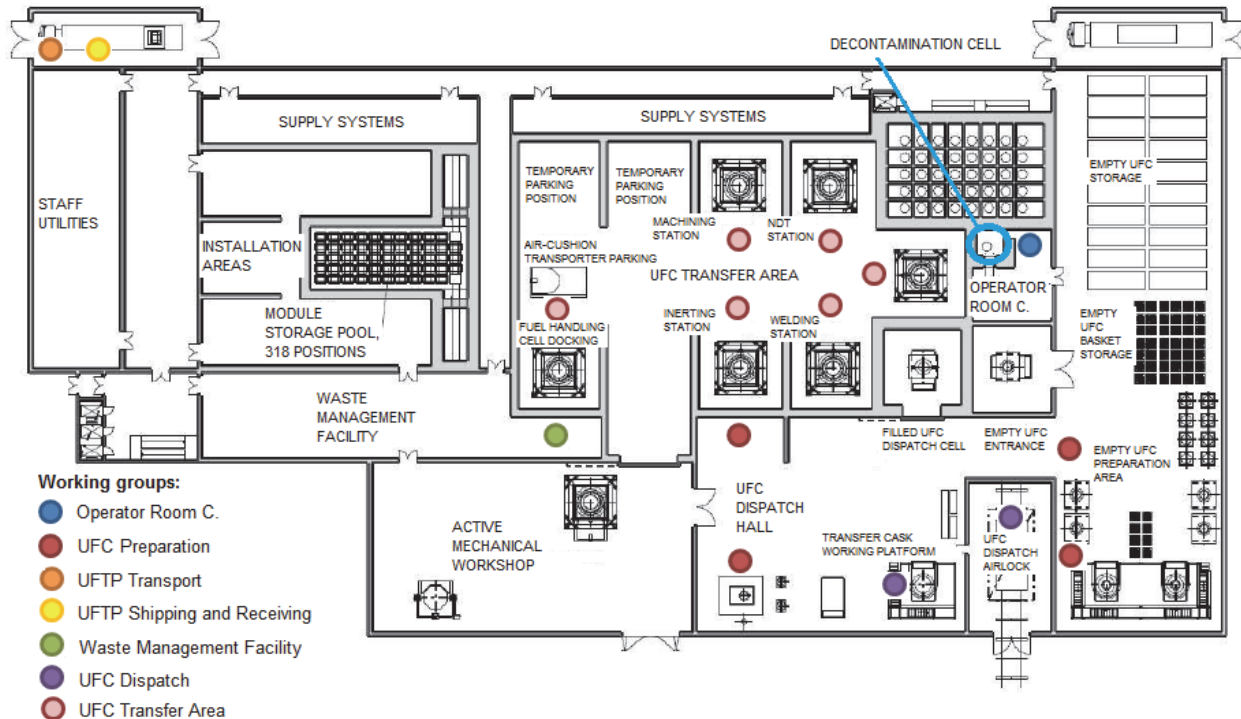 DECONTAMINATION CELL
SUPPLY SYSTEMS
SUPPLY SYSTEMS
EMPTY UFC
STORAGE
TEMPORARY
PARKING
POSITION
TEMPORARY
PARKING
POSITION
STAFF
UTILITIES
MACHINING
STATION
NDT
STATION
INSTALLATION
AREAS
AIR-CUSHION
TRANSPORTER PARKING
UFC TRANSFER AREA
OPERATOR
ROOM C.
MODULE
STORAGE POOL,
318 POSITIONS
FUEL HANDLING
CELL DOCKING
INERTING
STATION
WELDING
STATION
EMPTY
UFC
BASKET
STORAGE
WASTE
MANAGEMENT
FACILITY
FILLED UFC
DISPATCH CELL
EMPTY UFC
ENTRANCE
EMPTY UFC
PREPARATION
AREA
UFC
DISPATCH
HALL
ACTIVE
MECHANICAL
WORKSHOP
TRANSFER CASK
WORKING PLATFORM
UFC
DISPATCH
AIRLOCK
Working groups:
Operator Room C.
UFC Preparation
UFTP Transport
UFTP Shipping and Receiving
Waste Management Facility
UFC Dispatch
UFC Transfer Area